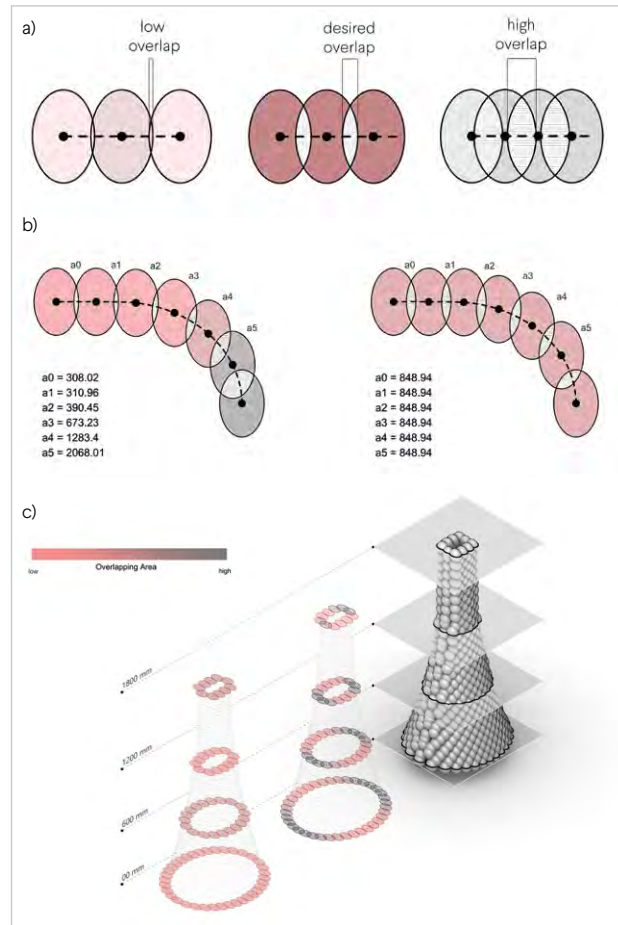 a)
low
overlap
desired
overlap
high
overlap
b)
a0
a1
a2
a3
a4
a5
a0 = 308.02
a1 = 310.96
a2 = 390.45
a3 = 673.23
a4 = 1283.4
a5 = 2068.01
a0
a1
a2
a3
a4
a5
a0 = 848.94
a1 = 848.94
a2 = 848.94
a3 = 848.94
a4 = 848.94
a5 = 848.94
c)
Overlapping Area
low
high
1800 mm
1200 mm
600 mm
00 mm